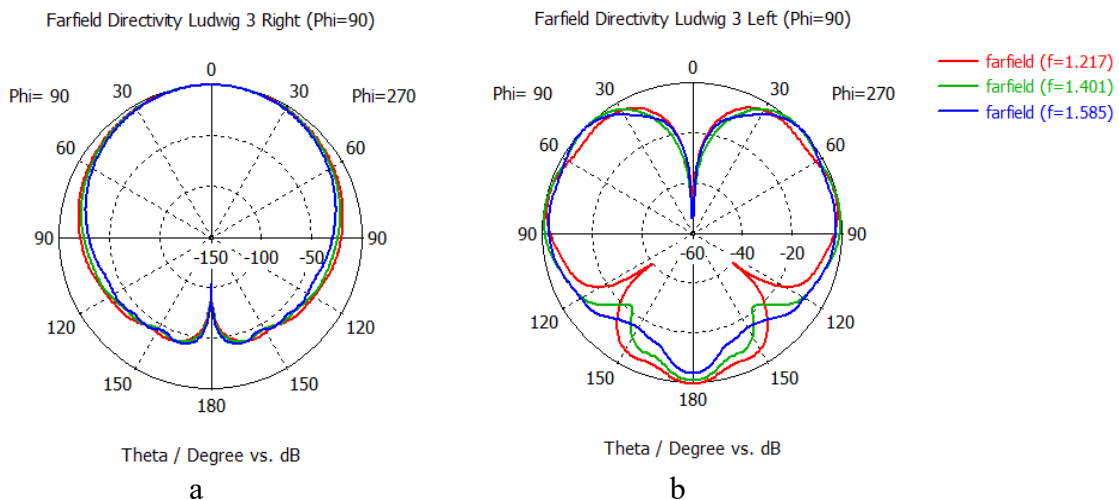 Farfield Directivity Ludwig 3 Right (Phi=90)
0
Phi= 90
30
30
Phi=270
60
60
90
-150
-100
-50
90
120
120
150
150
180
Theta / Degree vs. dB
a
Farfield Directivity Ludwig 3 Left (Phi=90)
0
Phi= 90
30
30
Phi=270
60
60
90
-60
-40
-20
90
120
120
150
150
180
Theta / Degree vs. dB
b
farfield (f=1.217)
farfield (f=1.401)
farfield (f=1.585)